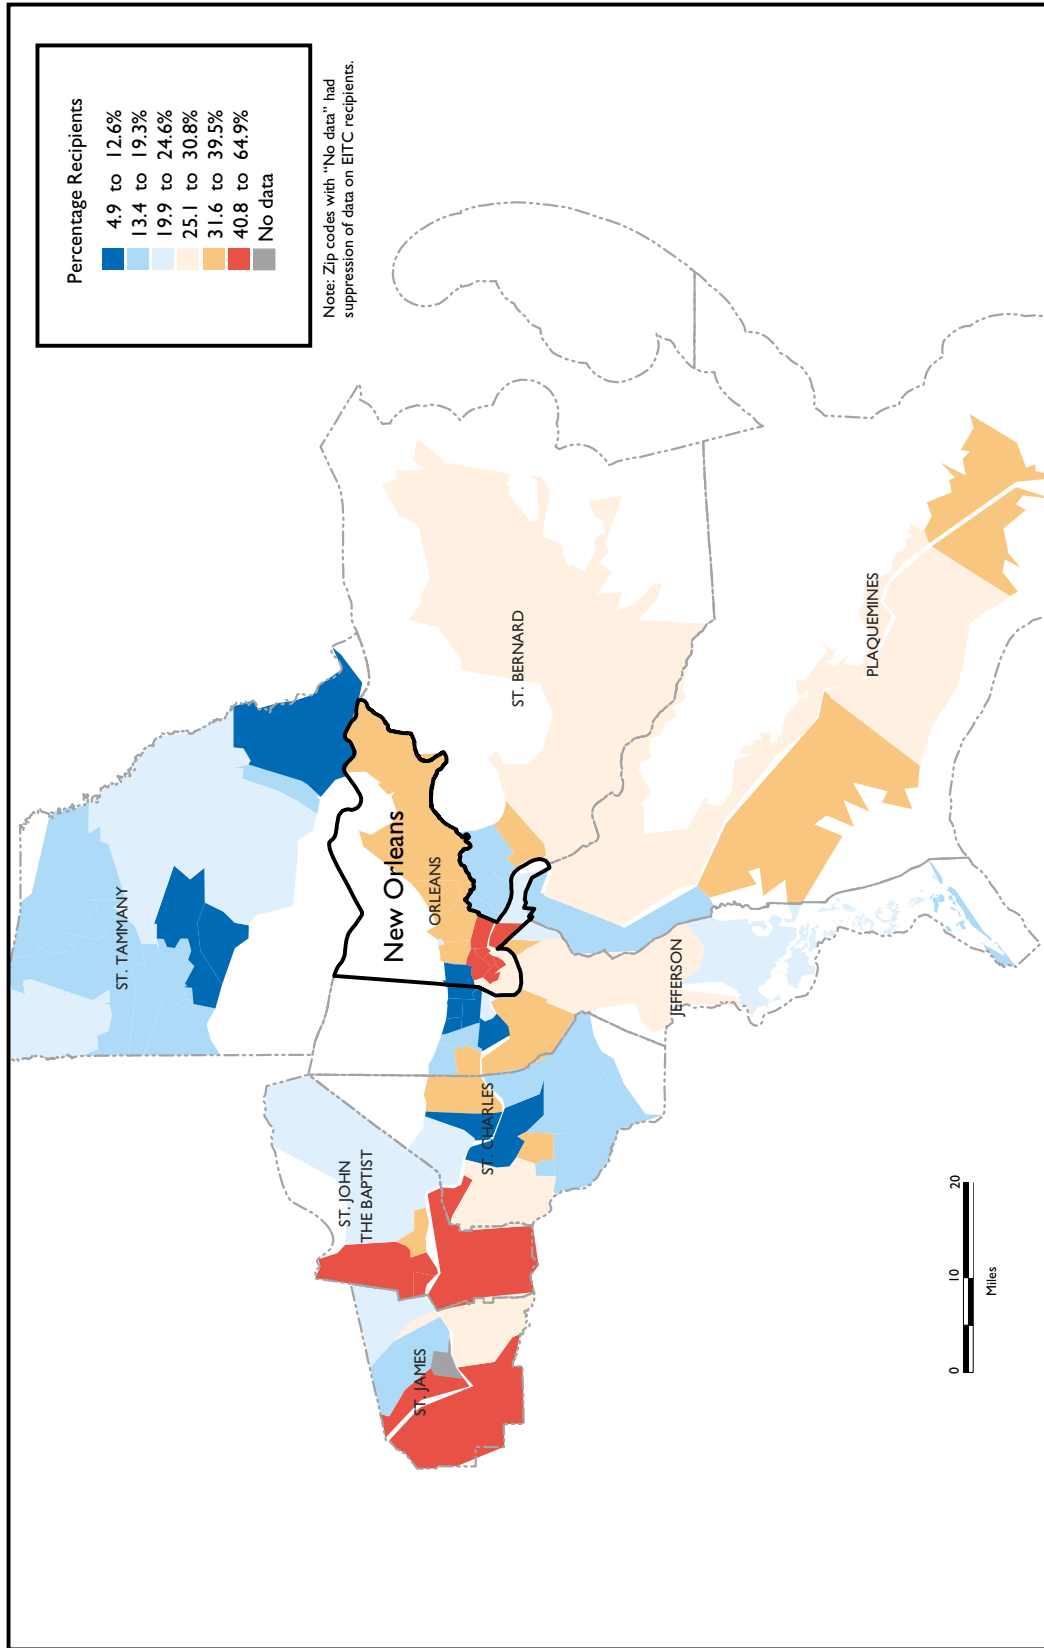 Percentage Recipients
4.9 to 12.6%
13.4 to 19.3%
19.9 to 24.6%
25.1 to 30.8%
31.6 to 39.5%
40.8 to 64.9%
No data
Note: Zip codes with "No data" had
suppression of data on EITC recipients.
ST. TAMMANY
New Orleans
ORLEANS
ST. BERNARD
PLAQUEMINES
JEFFERSON
ST. CHARLES
ST. JOHN
THE BAPTIST
ST. JAMES
0 10 20
Miles